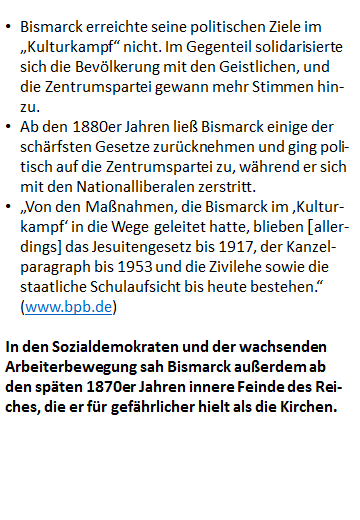 • Bismarck erreichte seine politischen Ziele im
„Kulturkampf“ nicht. Im Gegenteil solidarisierte
sich die Bevölkerung mit den Geistlichen, und
die Zentrumspartei gewann mehr Stimmen hin-
zu.
• Ab den 1880er Jahren ließ Bismarck einige der
schärfsten Gesetze zurücknehmen und ging poli-
tisch auf die Zentrumspartei zu, während er sich
mit den Nationalliberalen zerstritt.
• „Von den Maßnahmen, die Bismarck im ‚Kultur-
kampf‘ in die Wege geleitet hatte, blieben [aller-
dings] das Jesuitengesetz bis 1917, der Kanzel-
paragraph bis 1953 und die Zivilehe sowie die
staatliche Schulaufsicht bis heute bestehen.“
(www.bpb.de)
In den Sozialdemokraten und der wachsenden
Arbeiterbewegung sah Bismarck außerdem ab
den späten 1870er Jahren innere Feinde des Rei-
ches, die er für gefährlicher hielt als die Kirchen.